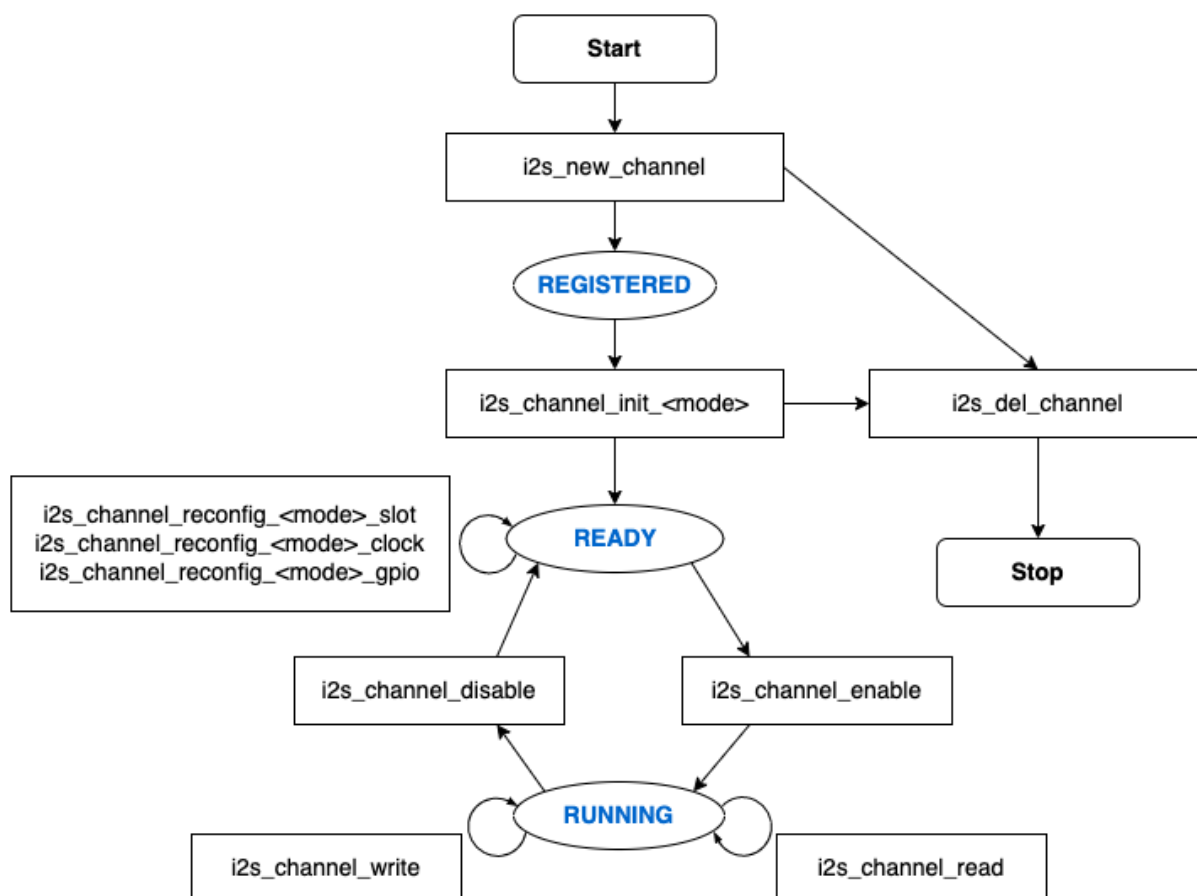 Start
i2s_new_channel
REGISTERED
i2s_channel_init_<mode>
i2s_del_channel
i2s_channel_reconfig_<mode>_slot
i2s_channel_reconfig_<mode>_clock
i2s_channel_reconfig_<mode>_gpio
READY
Stop
i2s_channel_disable
i2s_channel_enable
RUNNING
i2s_channel_write
i2s_channel_read